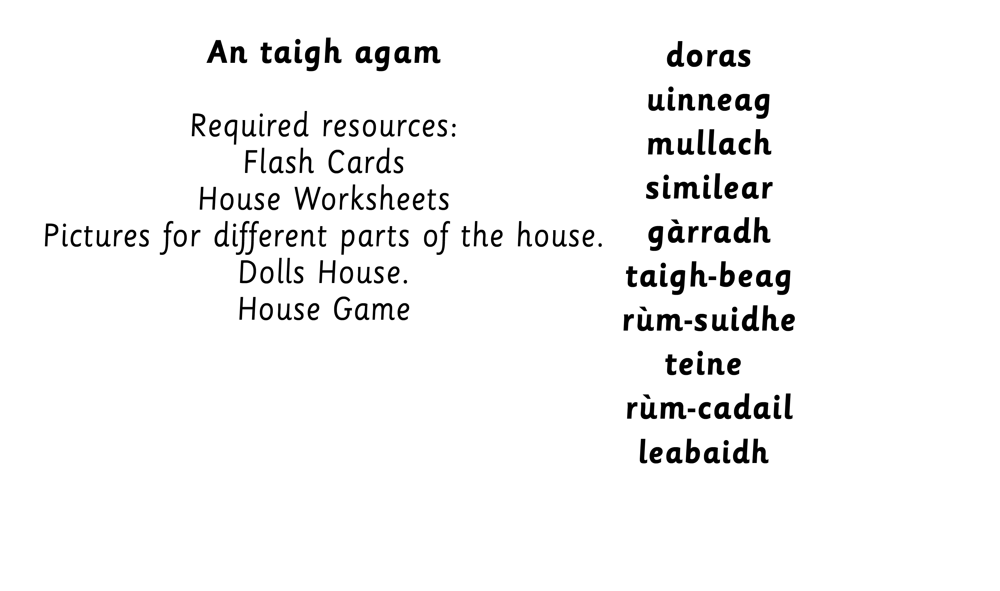 An taigh agam
Required resources:
Flash Cards
House Worksheets
Pictures for different parts of the house.
Dolls House.
House Game
doras
uinneag
mullach
similear
gàrradh
taigh-beag
rùm-suidhe
teine
rùm-cadail
leabaidh